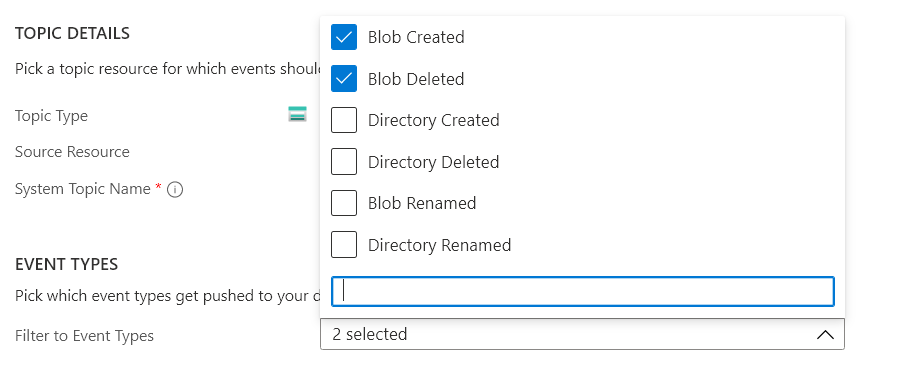 TOPIC DETAILS
Pick a topic resource for which events shoul
Topic Type
Source Resource
System Topic Name *
Blob Created
Blob Deleted
Directory Created
Directory Deleted
Blob Renamed
Directory Renamed
EVENT TYPES
Pick which event types get pushed to your d
Filter to Event Types
2 selected